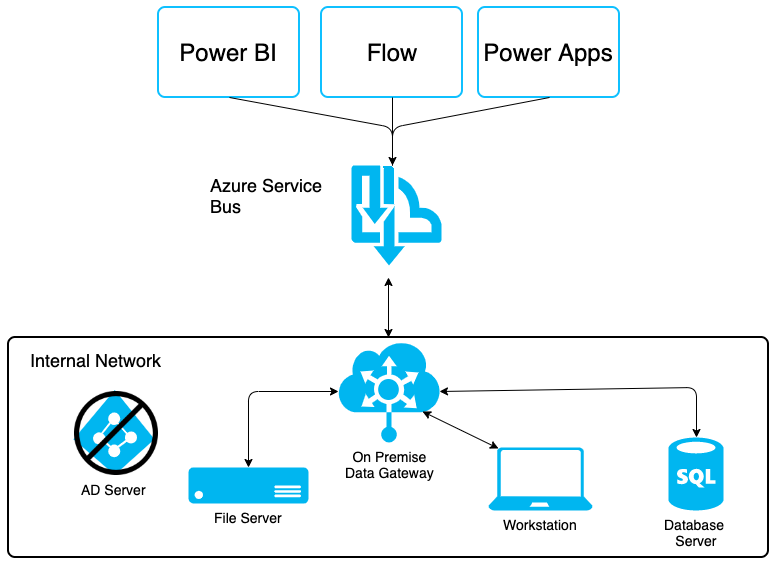 Power BI
Flow
Power Apps
Azure Service
Bus
Internal Network
On Premise
Data Gateway
AD Server
File Server
Workstation
SQL
Database
Server